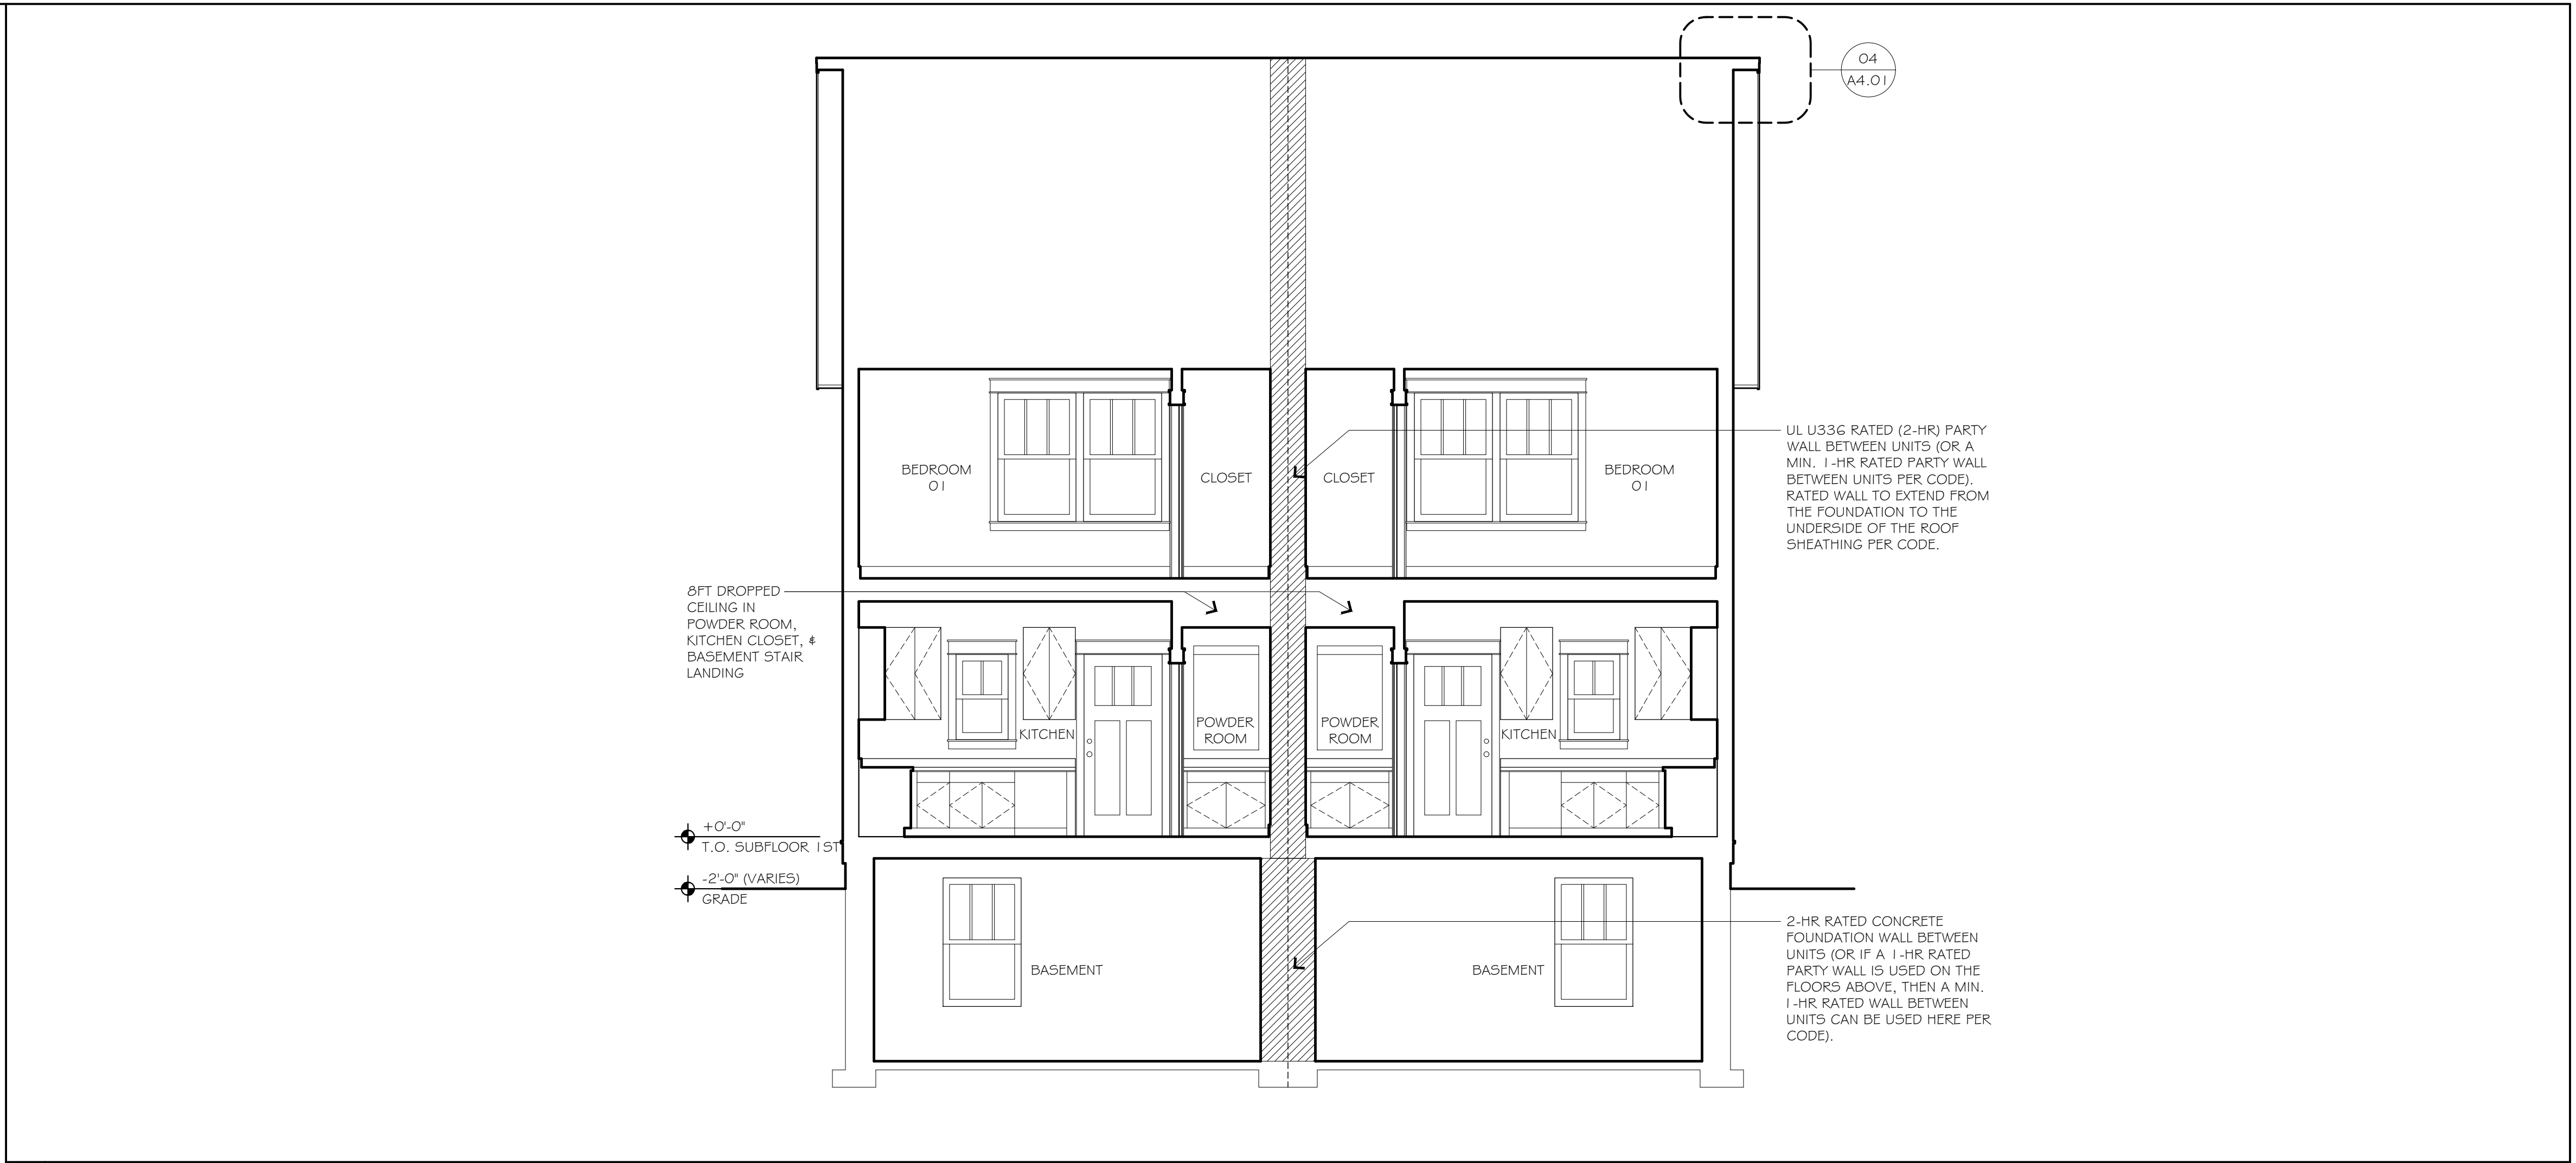 04
A4.01
UL U336 RATED (2-HR) PARTY
WALL BETWEEN UNITS (OR A
MIN. 1-HR RATED PARTY WALL
BETWEEN UNITS PER CODE).
RATED WALL TO EXTEND FROM
THE FOUNDATION TO THE
UNDERSIDE OF THE ROOF
SHEATHING PER CODE.
BEDROOM
01
CLOSET
CLOSET
BEDROOM
01
8FT DROPPED
CEILING IN
POWDER ROOM,
KITCHEN CLOSET, &
BASEMENT STAIR
LANDING
KITCHEN
POWDER
ROOM
POWDER
ROOM
KITCHEN
+0'-0"
T.O. SUBFLOOR 1ST
-2'-0" (VARIES)
GRADE
BASEMENT
BASEMENT
2-HR RATED CONCRETE
FOUNDATION WALL BETWEEN
UNITS (OR IF A 1-HR RATED
PARTY WALL IS USED ON THE
FLOORS ABOVE, THEN A MIN.
1-HR RATED WALL BETWEEN
UNITS CAN BE USED HERE PER
CODE).